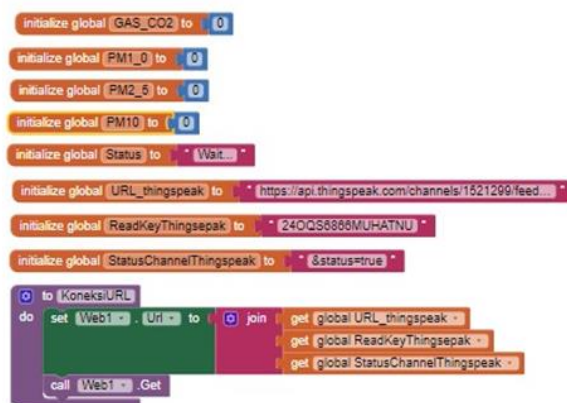 initialize global GAS_CO2 to 0
initialize global PM1_0 to 0
initialize global PM2_5 to 0
initialize global PM10 to 0
initialize global Status to " Wait... "
initialize global URL_thingspeak to " https://api.thingspeak.com/channels/1521299/feed... "
initialize global ReadKeyThingsepak to " 24OQS6866MUHATNU "
initialize global StatusChannelThingspeak to " &status=true "
to KoneksiURL
do set Web1 . Url to join get global URL_thingspeak
get global ReadKeyThingsepak
get global StatusChannelThingspeak
call Web1 .Get